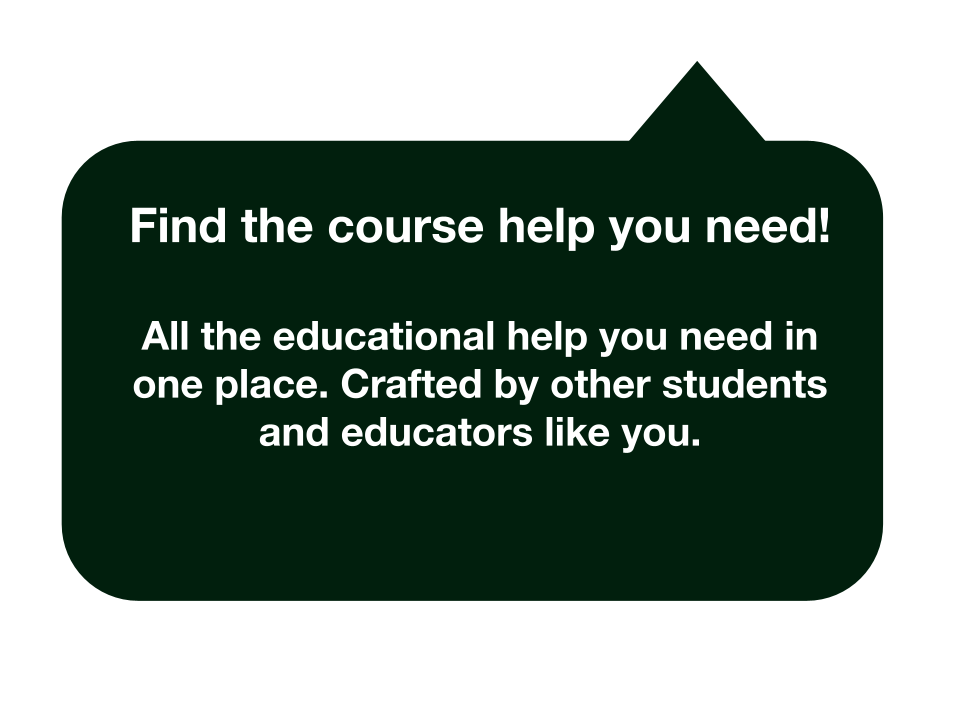 Find the course help you need!
All the educational help you need in
one place. Crafted by other students
and educators like you.